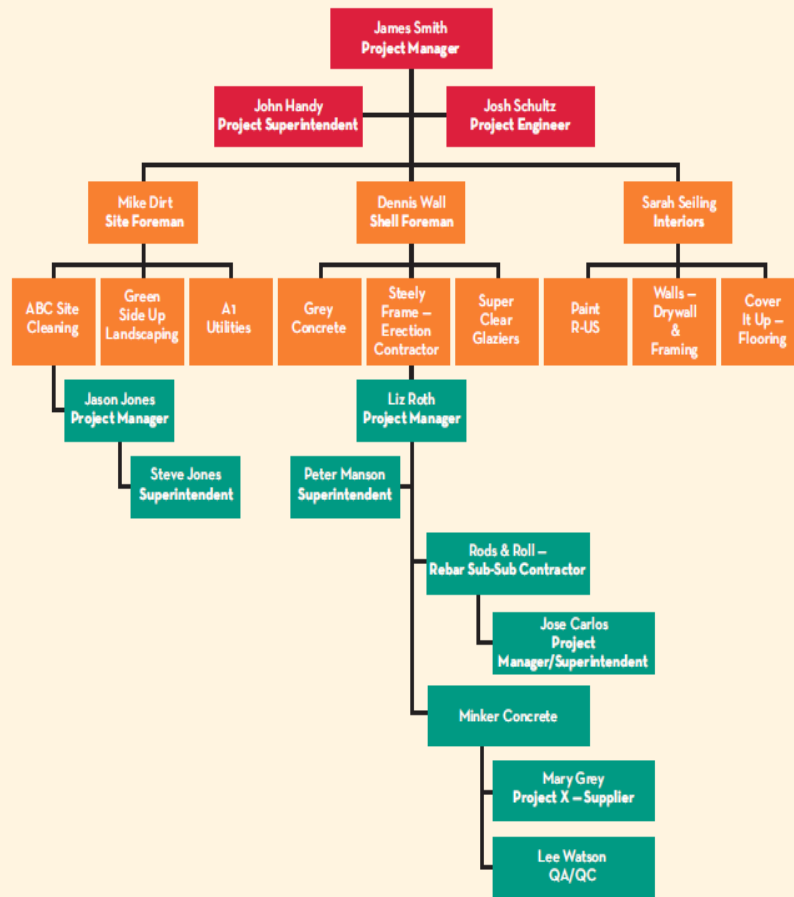 James Smith
Project Manager
John Handy
Project Superintendent
Josh Schultz
Project Engineer
Mike Dirt
Site Foreman
Dennis Wall
Shell Foreman
Sarah Seiling
Interiors
ABC Site
Cleaning
Green
Side Up
Landscaping
A1
Utilities
Grey
Concrete
Steely
Frame —
Erection
Contractor
Super
Clear
Glaziers
Paint
R-US
Walls —
Drywall
&
Framing
Cover
It Up —
Flooring
Jason Jones
Project Manager
Liz Roth
Project Manager
Steve Jones
Superintendent
Peter Manson
Superintendent
Rods & Roll —
Rebar Sub-Sub Contractor
Jose Carlos
Project
Manager/Superintendent
Minker Concrete
Mary Grey
Project X — Supplier
Lee Watson
QA/QC